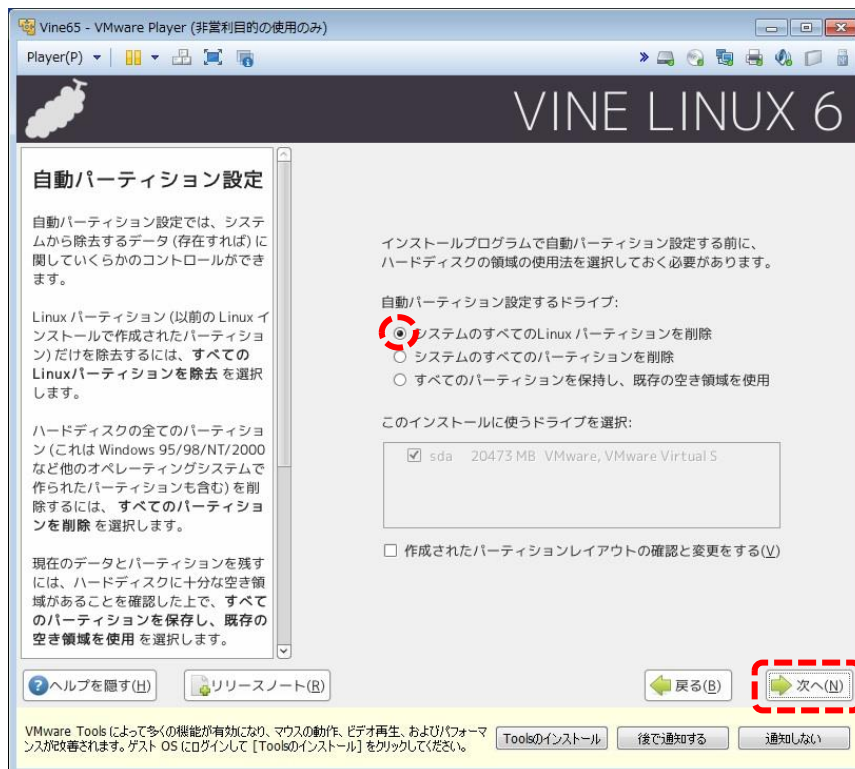 Vine65 - VMware Player (非営利目的の使用のみ)
Player(P)
VINE LINUX 6
自動パーティション設定
自動パーティション設定では、システ
ムから除去するデータ (存在すれば) に
関していくらかのコントロールができ
ます。
Linux パーティション (以前の Linux イ
ンストールで作成されたパーティショ
ン) だけを除去するには、すべての
Linuxパーティションを除去 を選択
します。
ハードディスクの全てのパーティショ
ン (これは Windows 95/98/NT/2000
など他のオペレーティングシステムで
作られたパーティションも含む) を削
除するには、 すべてのパーティショ
ンを削除 を選択します。
現在のデータとパーティションを残す
には、ハードディスクに十分な空き領
域があることを確認した上で、すべて
のパーティションを保存し、既存の
空き領域を使用 を選択します。
インストールプログラムで自動パーティション設定する前に、
ハードディスクの領域の使用法を選択しておく必要があります。
自動パーティション設定するドライブ:
システムのすべてのLinux パーティションを削除
システムのすべてのパーティションを削除
すべてのパーティションを保持し、既存の空き領域を使用
このインストールに使うドライブを選択:
sda 20473 MB VMware, VMware Virtual S
作成されたパーティションレイアウトの確認と変更をする(V)
ヘルプを隠す(H)
リリースノート(R)
戻る(B)
次へ(N)
VMware Tools によって多くの機能が有効になり、マウスの動作、ビデオ再生、およびパフォーマ
ンスが改善されます。ゲスト OS にログインして [Toolsのインストール] をクリックしてください。
Toolsのインストール
後で通知する
通知しない